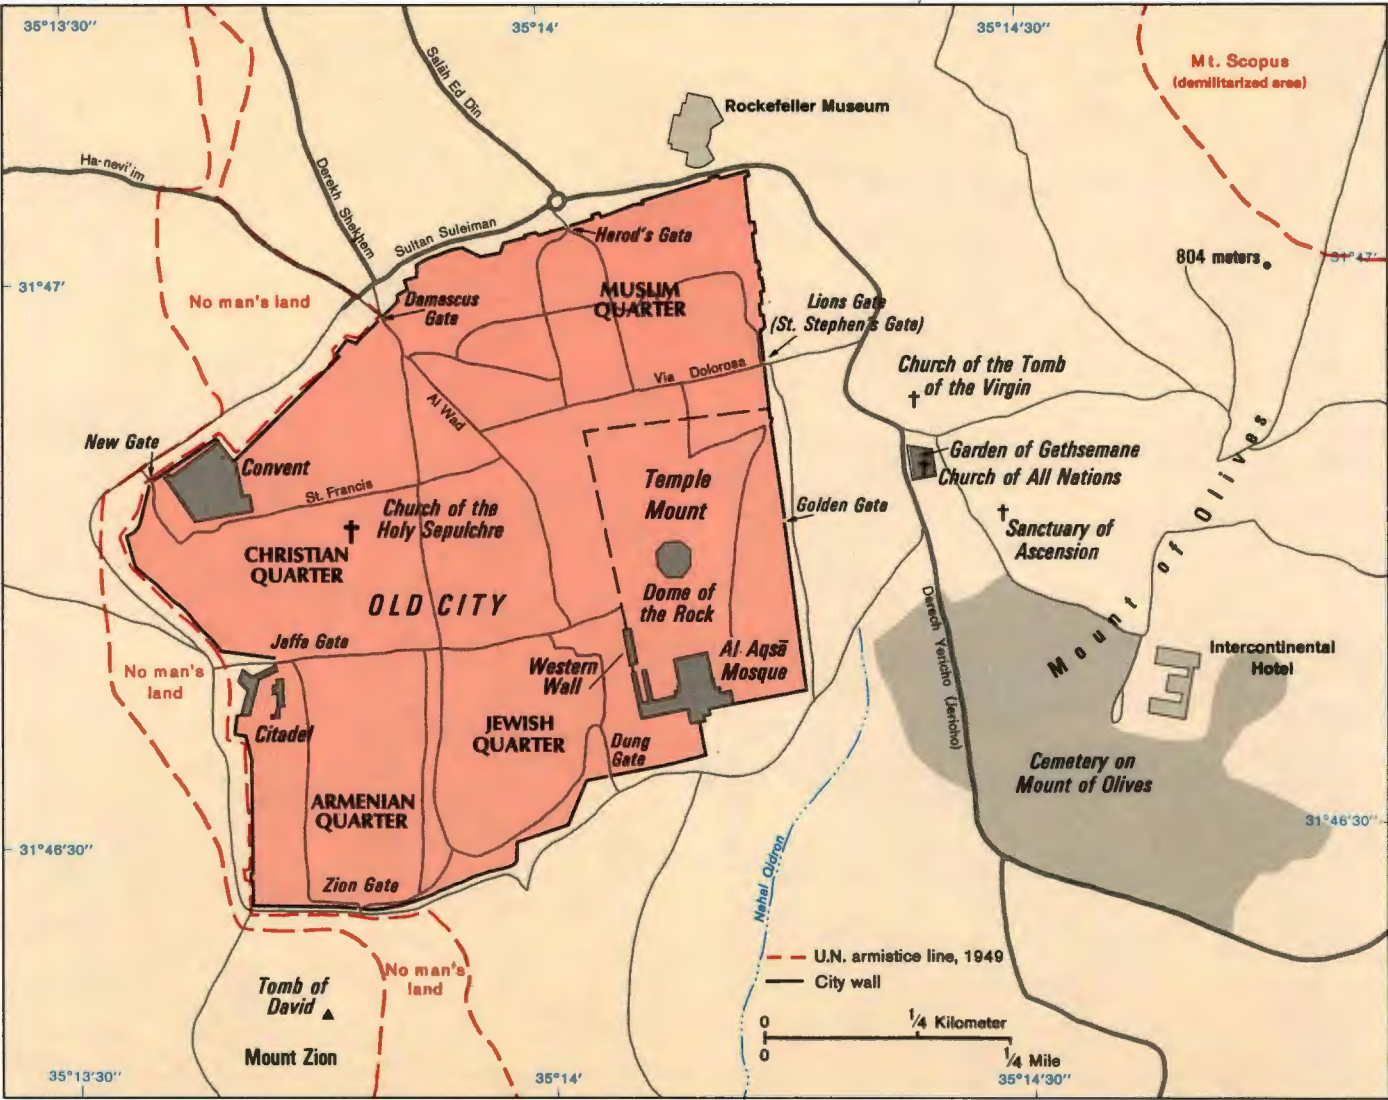 35°13'30''
35°14'
35°14'30''
Mt. Scopus
(demilitarized area)
Salāh Ed Dīn
Rockefeller Museum
Ha-nevi'im
Derekh Shekhem
Sultan Suleiman
Herod's Gate
31°47'
804 meters
31°47'
No man's land
Damascus
Gate
MUSLIM
QUARTER
Lions Gate
(St. Stephen's Gate)
Via Dolorosa
Church of the Tomb
of the Virgin
Al Wad
New Gate
Convent
Garden of Gethsemane
Church of All Nations
St. Francis
Temple
Mount
Church of the
Holy Sepulchre
Golden Gate
Sanctuary of
Ascension
Mount of Olives
CHRISTIAN
QUARTER
OLD CITY
Dome of
the Rock
Derech Yericho (Jericho)
Jaffa Gate
Intercontinental
Hotel
No man's
land
Western
Wall
Al Aqsā
Mosque
Citadel
JEWISH
QUARTER
Dung
Gate
Cemetery on
Mount of Olives
ARMENIAN
QUARTER
31°46'30''
31°46'30''
Zion Gate
Nahal Qidron
U.N. armistice line, 1949
City wall
No man's
land
Tomb of
David
0 1/4 Kilometer
0 1/4 Mile
Mount Zion
35°13'30''
35°14'
35°14'30''